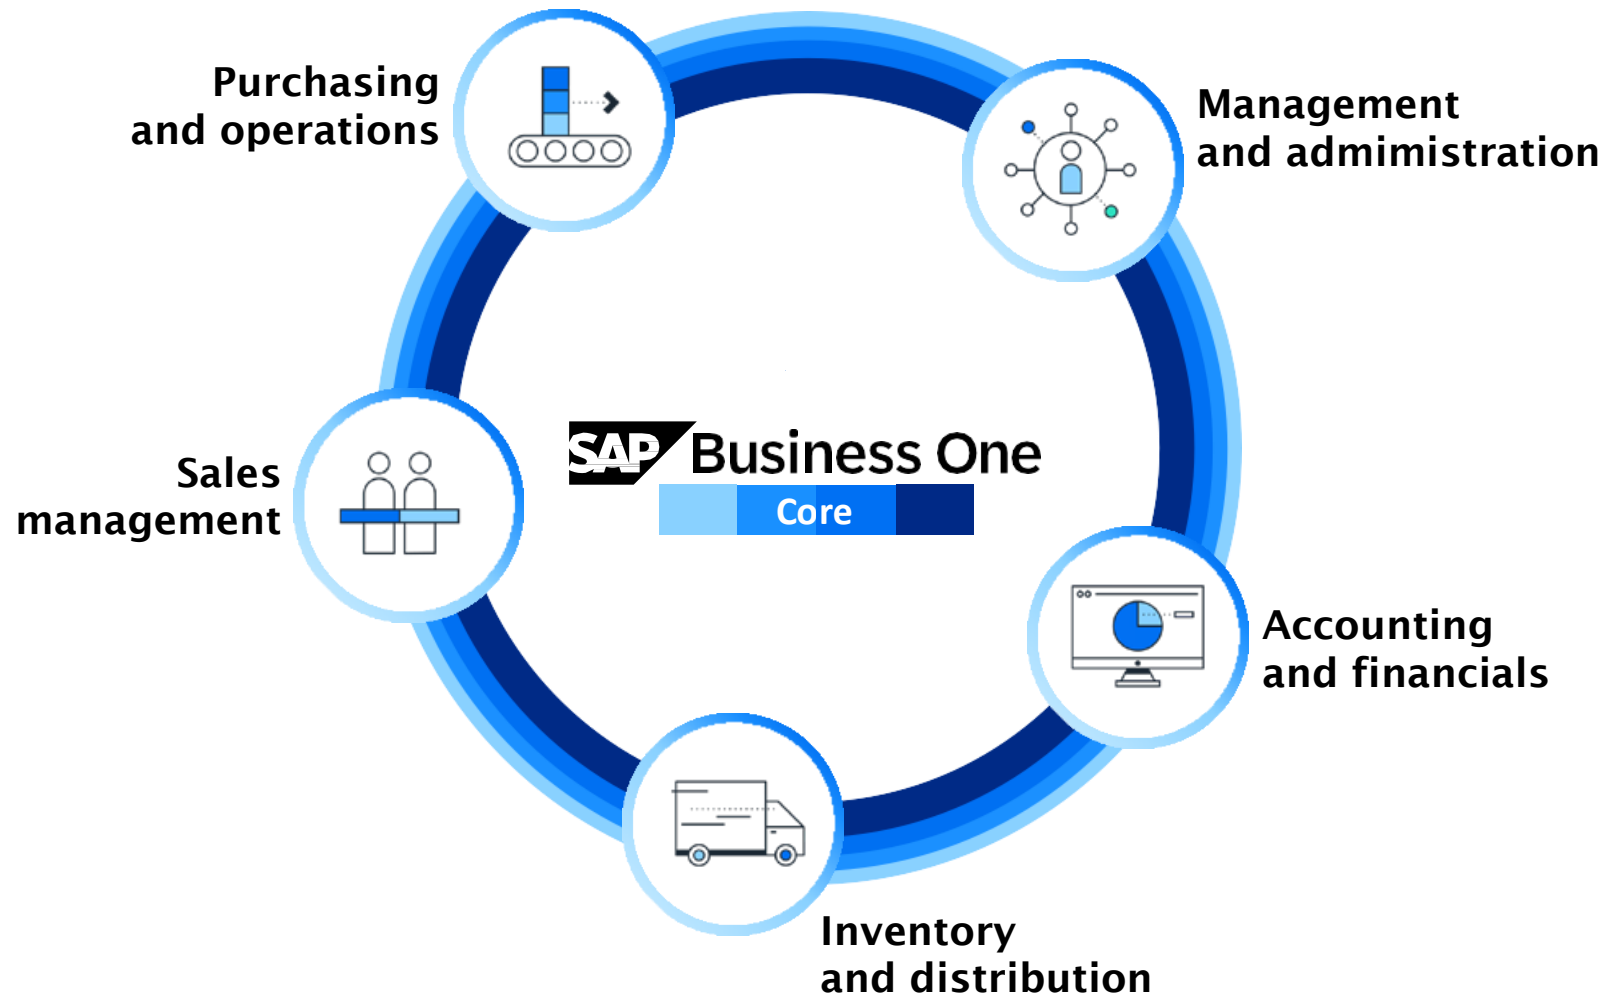 Purchasing
and operations
Management
and admimistration
Sales
management
SAP Business One
Core
Accounting
and financials
Inventory
and distribution